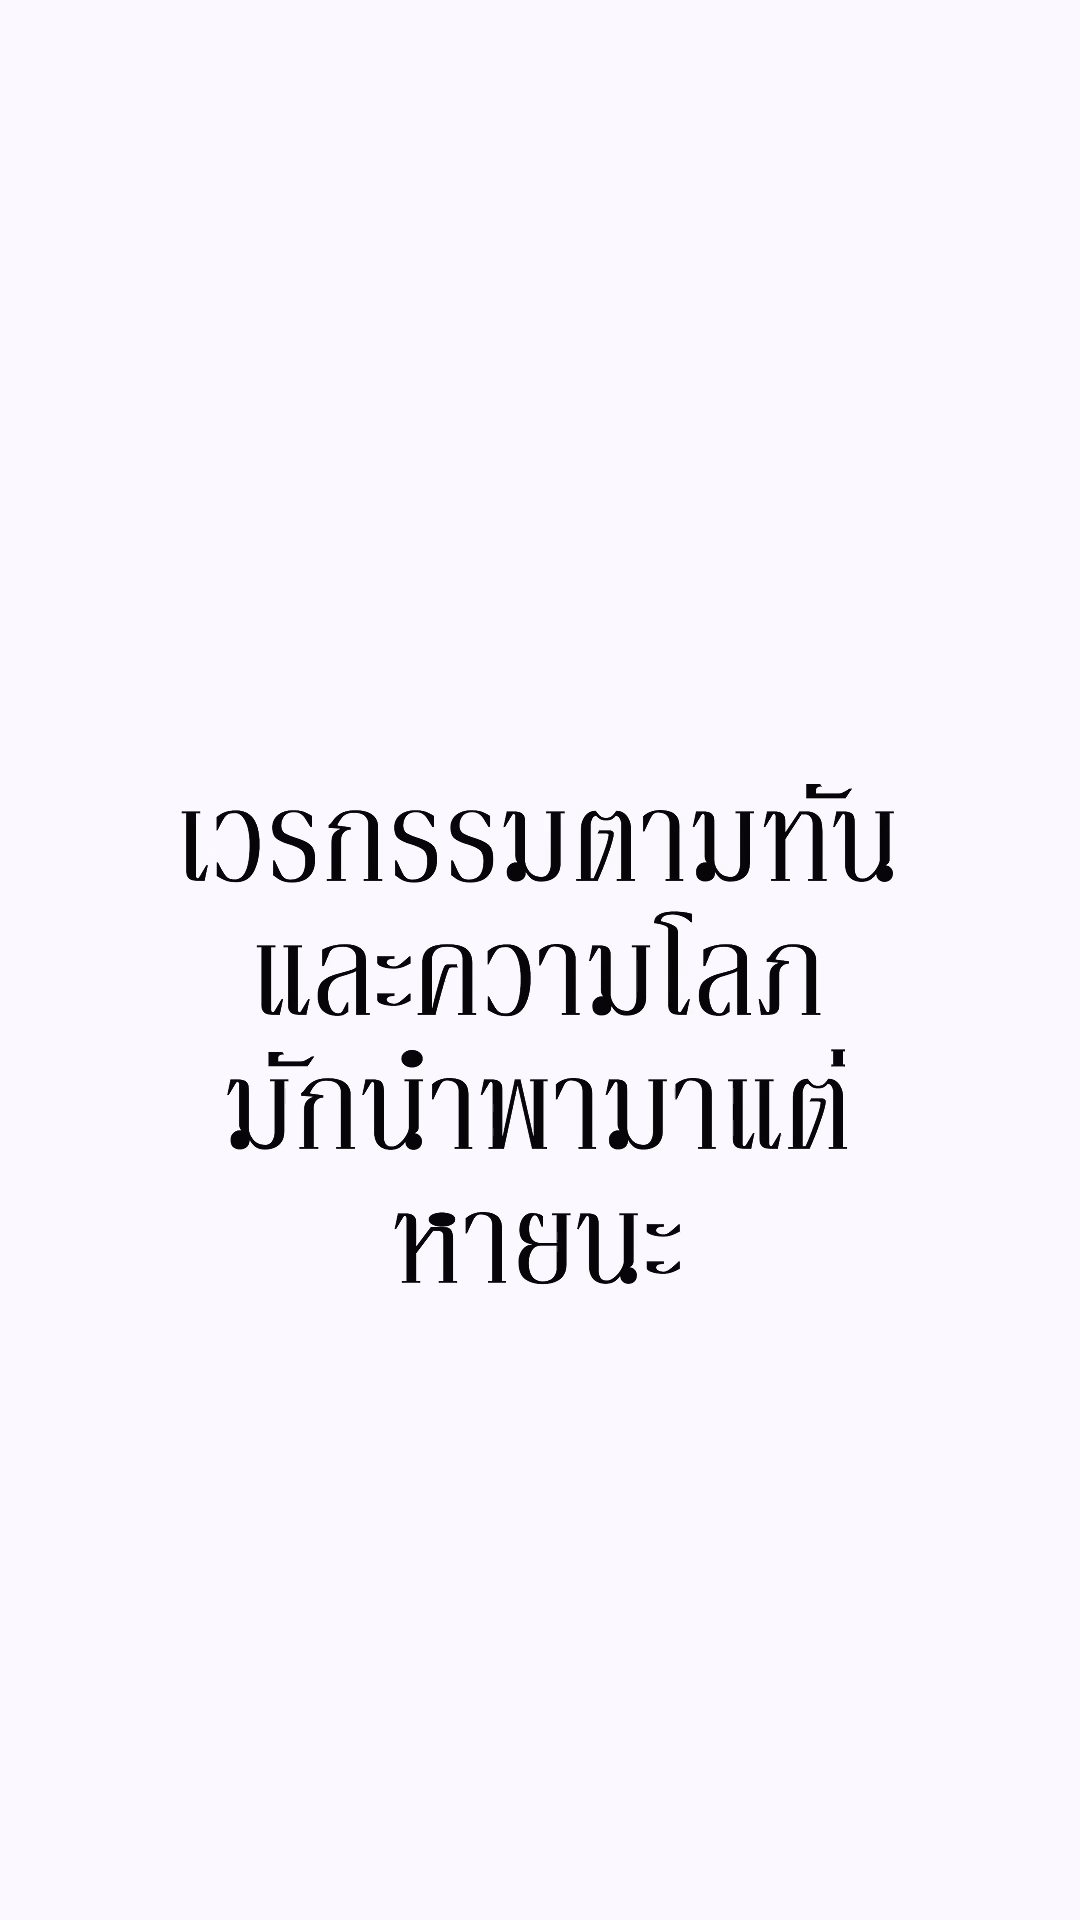 เวรกรรมตามทัน
และความโลภ
มักนำพามาแต่
หายนะ